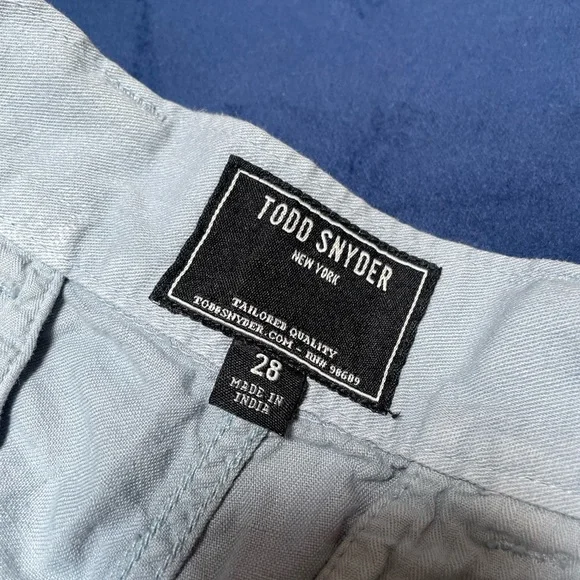 TODD SNYDER
NEW YORK
TAILORED QUALITY
TODDSNYDER.COM - RN# 98689
28
MADE IN
INDIA